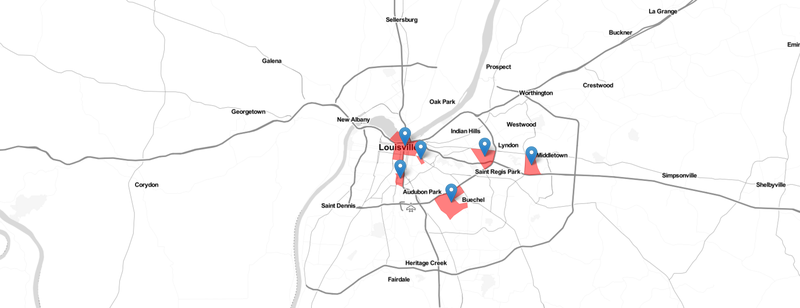 La Grange
Sellersburg
Buckner
Galena
Prospect
Crestwood
Worthington
Oak Park
Georgetown
New Albany
Westwood
Indian Hills
Lyndon
Louisville
Middletown
Saint Regis Park
Simpsonville
Corydon
Shelbyville
Audubon Park
Buechel
Saint Dennis
Heritage Creek
Fairdale